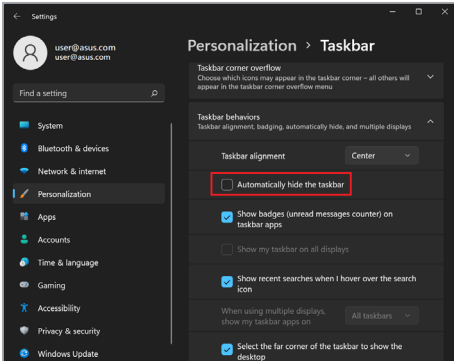 Settings
user@asus.com
user@asus.com
Find a setting
System
Bluetooth & devices
Network & internet
Personalization
Apps
Accounts
Time & language
Gaming
Accessibility
Privacy & security
Windows Update
Personalization > Taskbar
Taskbar corner overflow
Choose which icons may appear in the taskbar corner – all others will
appear in the taskbar corner overflow menu
Taskbar behaviors
Taskbar alignment, badging, automatically hide, and multiple displays
Taskbar alignment
Center
Automatically hide the taskbar
Show badges (unread messages counter) on
taskbar apps
Show my taskbar on all displays
Show recent searches when I hover over the search
icon
When using multiple displays,
show my taskbar apps on
All taskbars
Select the far corner of the taskbar to show the
desktop